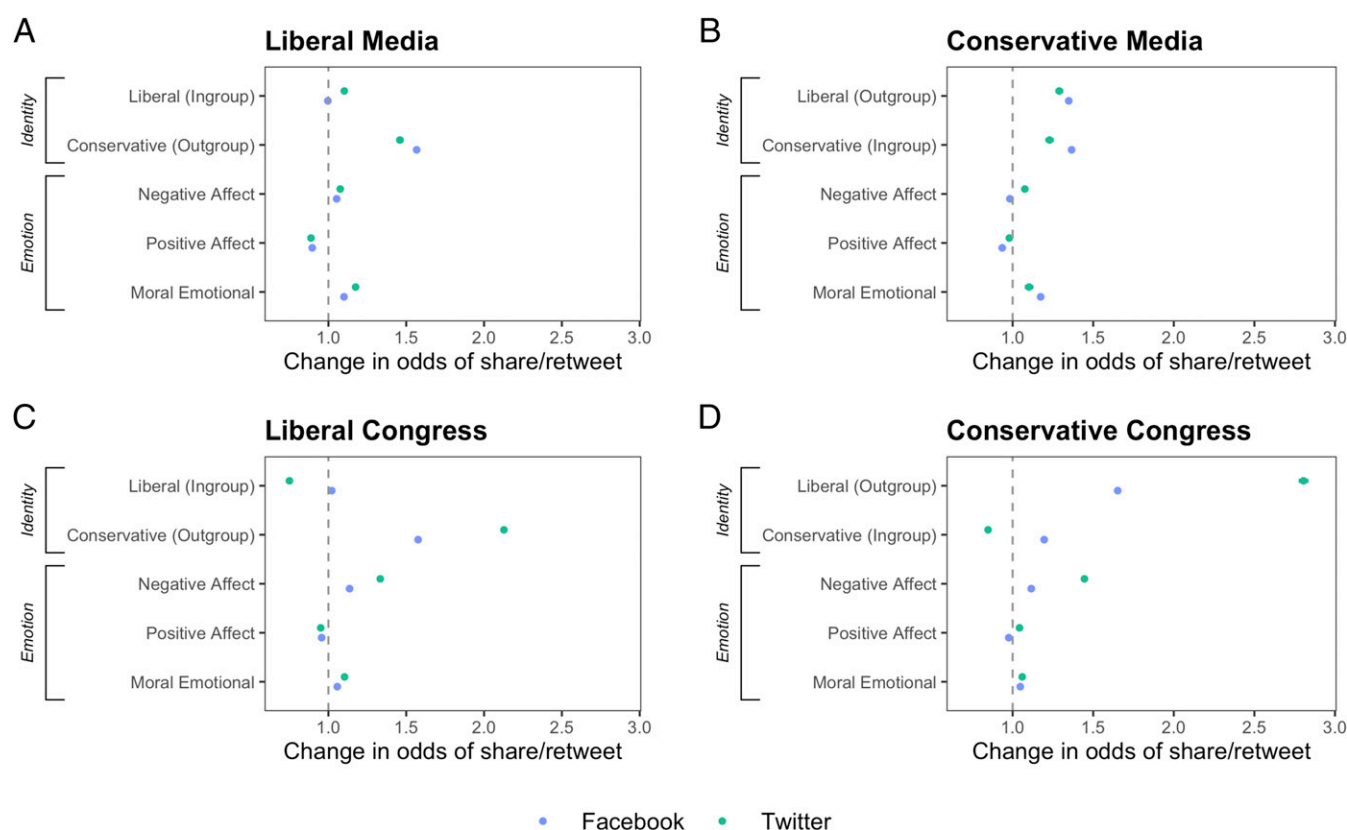 A
Liberal Media
Identity
Liberal (Ingroup)
Conservative (Outgroup)
Emotion
Negative Affect
Positive Affect
Moral Emotional
1.0 1.5 2.0 2.5 3.0
Change in odds of share/retweet
B
Conservative Media
Identity
Liberal (Outgroup)
Conservative (Ingroup)
Emotion
Negative Affect
Positive Affect
Moral Emotional
1.0 1.5 2.0 2.5 3.0
Change in odds of share/retweet
C
Liberal Congress
Identity
Liberal (Ingroup)
Conservative (Outgroup)
Emotion
Negative Affect
Positive Affect
Moral Emotional
1.0 1.5 2.0 2.5 3.0
Change in odds of share/retweet
D
Conservative Congress
Identity
Liberal (Outgroup)
Conservative (Ingroup)
Emotion
Negative Affect
Positive Affect
Moral Emotional
1.0 1.5 2.0 2.5 3.0
Change in odds of share/retweet
Facebook Twitter